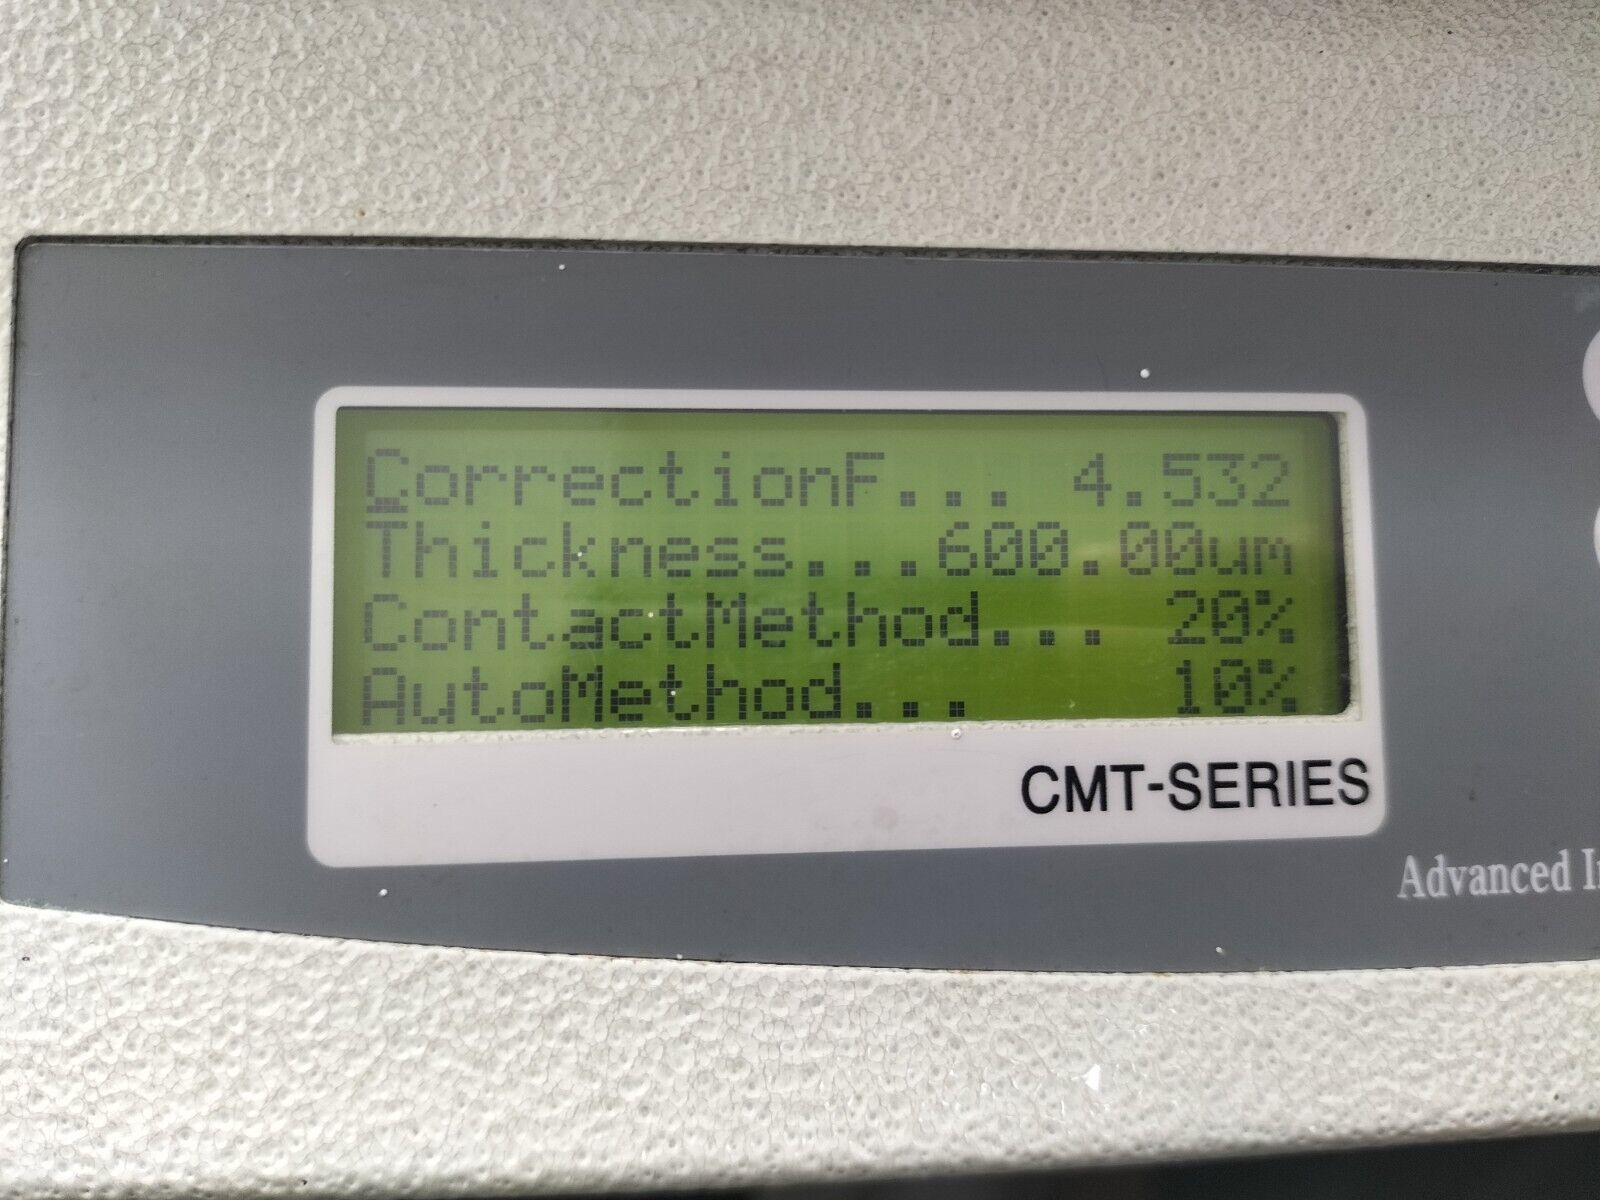 CorrectionF... 4.532
Thickness...600.00um
ContactMethod... 20%
AutoMethod... 10%
CMT-SERIES
Advanced